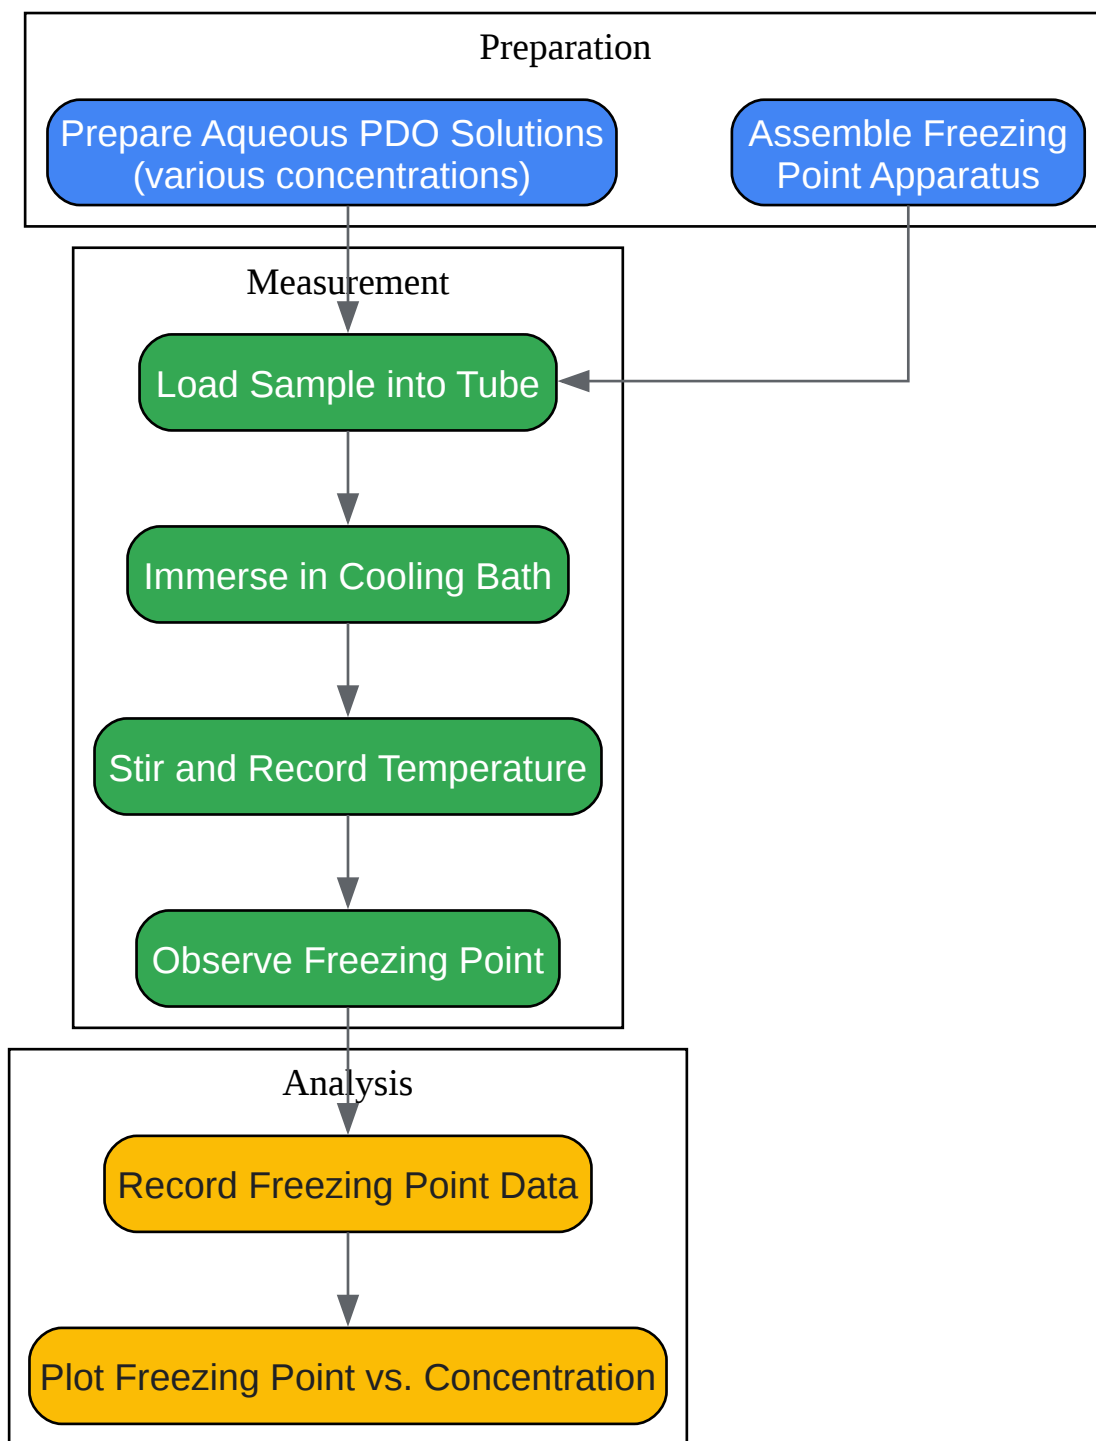 Preparation
Prepare Aqueous PDO Solutions
(various concentrations)
Assemble Freezing
Point Apparatus
Measurement
Load Sample into Tube
Immerse in Cooling Bath
Stir and Record Temperature
Observe Freezing Point
Analysis
Record Freezing Point Data
Plot Freezing Point vs. Concentration